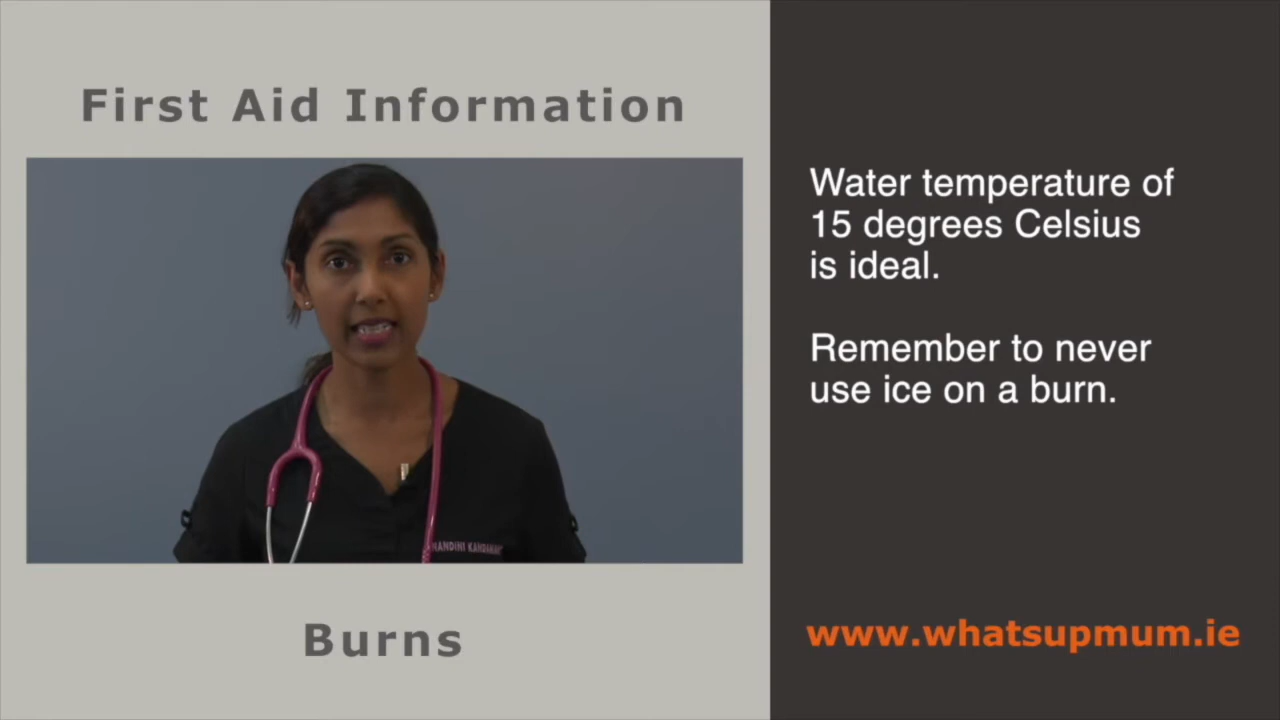 First Aid Information
Water temperature of
15 degrees Celsius
is ideal.
Remember to never
use ice on a burn.
Burns
www.whatsupmum.ie